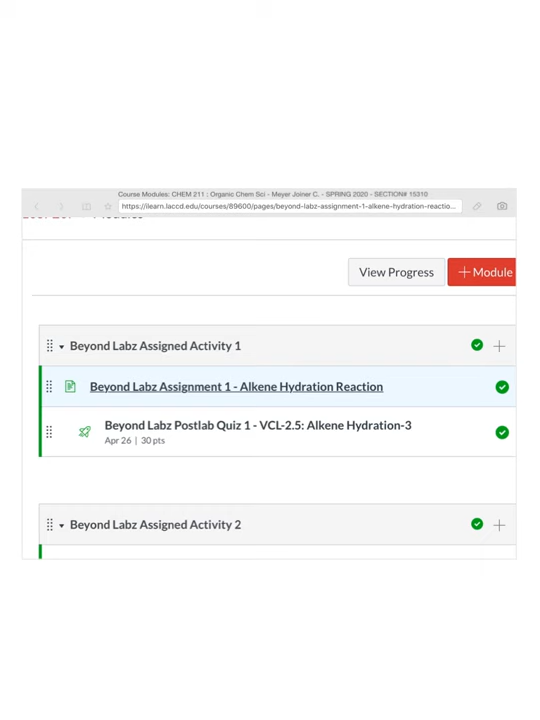 Course Modules: CHEM 211 : Organic Chem Sci - Meyer Joiner C. - SPRING 2020 - SECTION# 15310
https://ilearn.laccd.edu/courses/89600/pages/beyond-labz-assignment-1-alkene-hydration-reactio...
View Progress
Module
Beyond Labz Assigned Activity 1
Beyond Labz Assignment 1 - Alkene Hydration Reaction
Beyond Labz Postlab Quiz 1 - VCL-2.5: Alkene Hydration-3
Apr 26 | 30 pts
Beyond Labz Assigned Activity 2